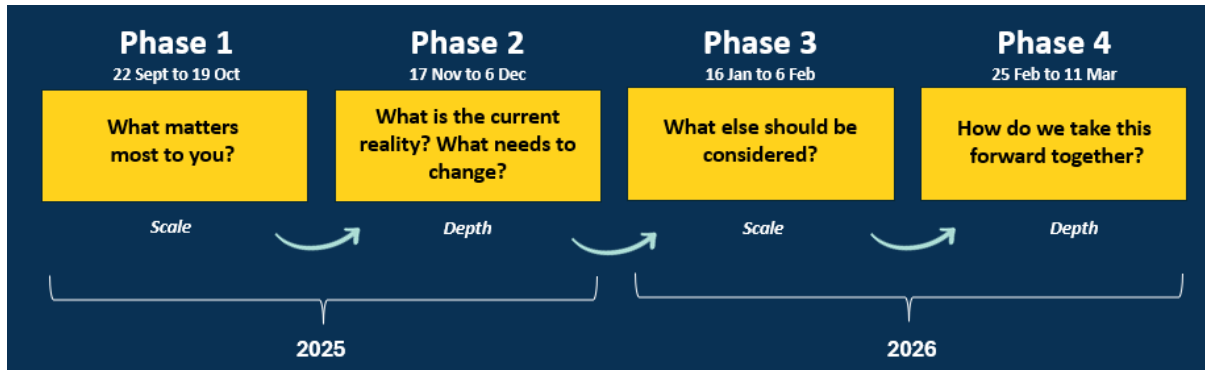 Phase 1
22 Sept to 19 Oct
What matters
most to you?
Scale
Phase 2
17 Nov to 6 Dec
What is the current
reality? What needs to
change?
Depth
2025
Phase 3
16 Jan to 6 Feb
What else should be
considered?
Scale
Phase 4
25 Feb to 11 Mar
How do we take this
forward together?
Depth
2026